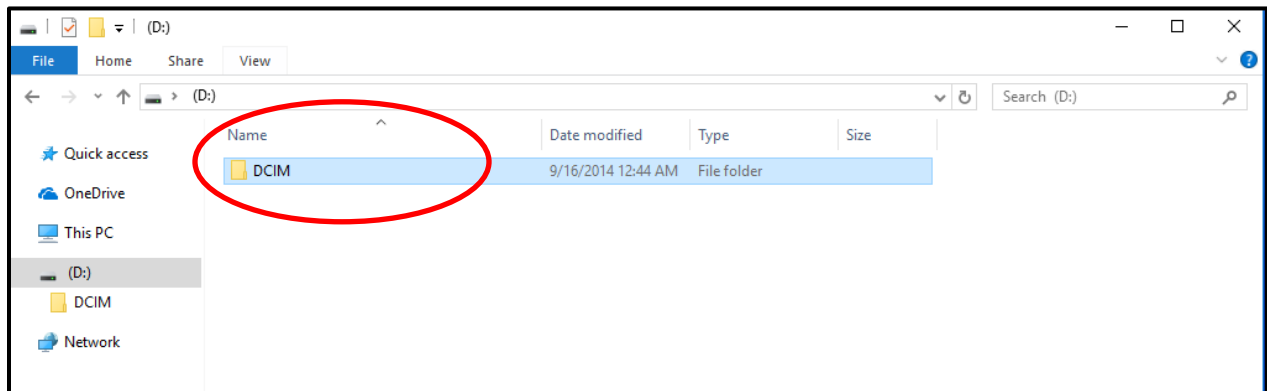 (D:)
File Home Share View ?
(D:) Search (D:)
Name Date modified Type Size
Quick access
DCIM 9/16/2014 12:44 AM File folder
OneDrive
This PC
(D:)
DCIM
Network